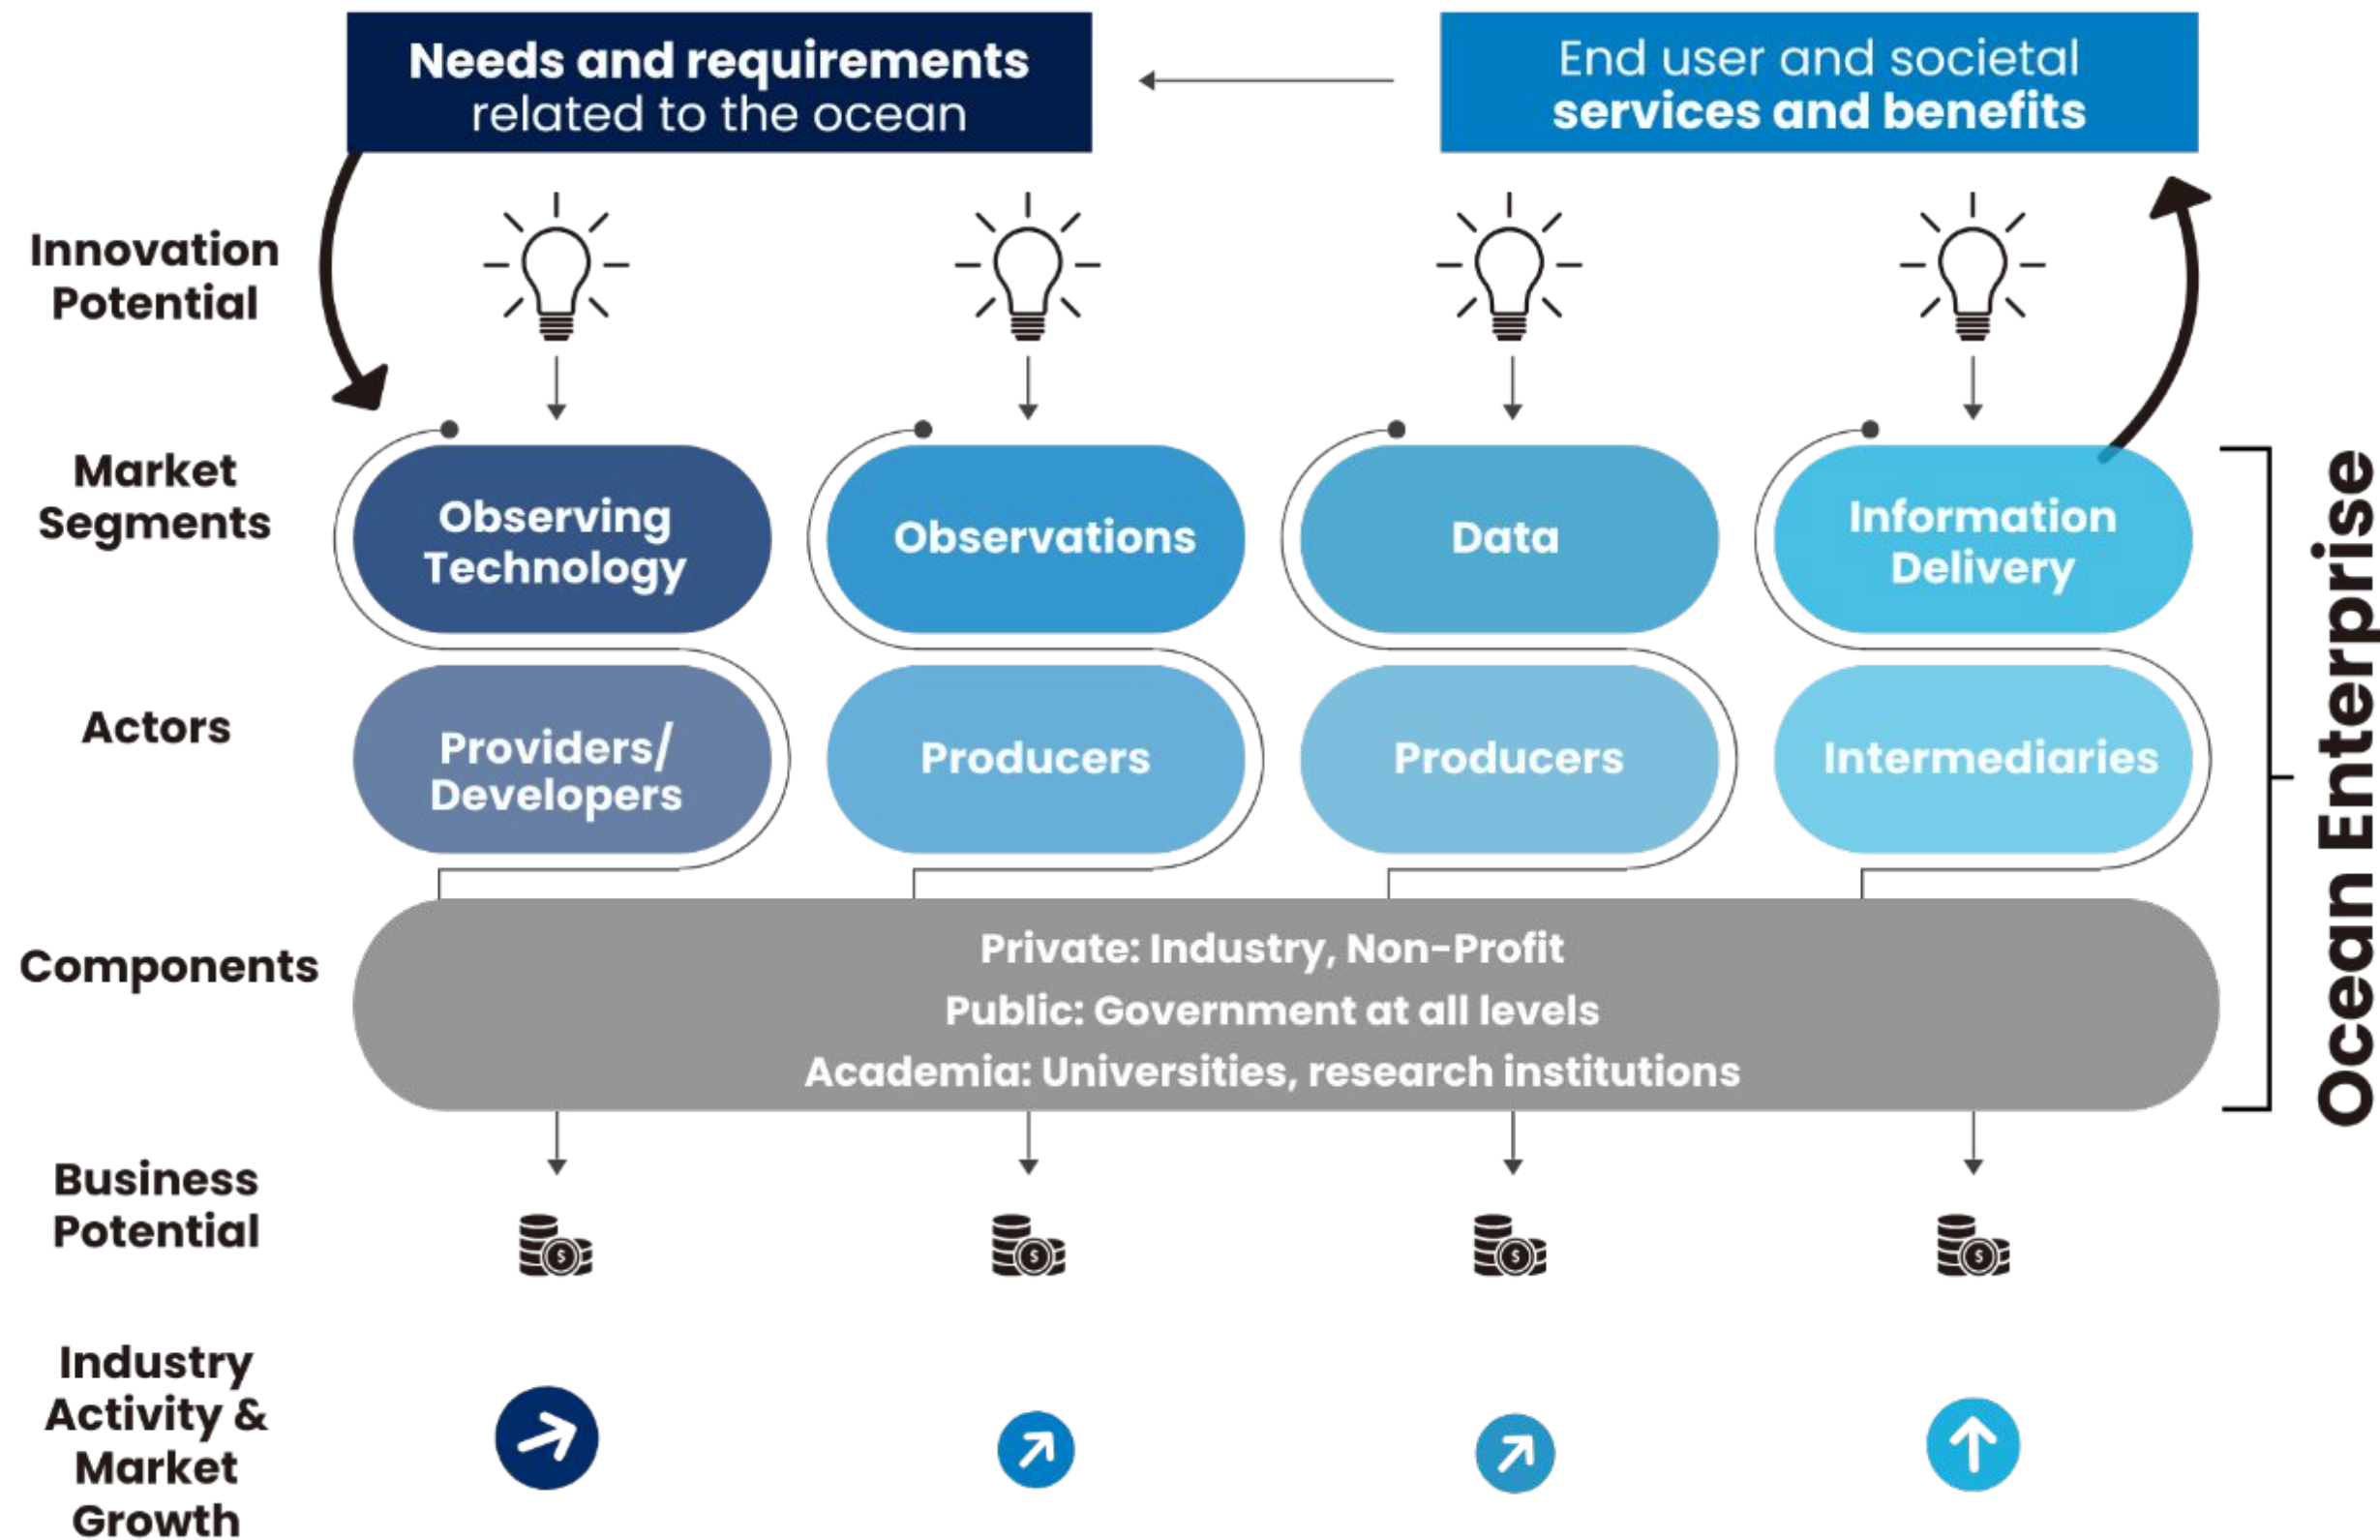 Needs and requirements
related to the ocean
End user and societal
services and benefits
Innovation
Potential
Market
Segments
Observing
Technology
Observations
Data
Information
Delivery
Actors
Providers/
Developers
Producers
Producers
Intermediaries
Components
Private: Industry, Non-Profit
Public: Government at all levels
Academia: Universities, research institutions
Ocean Enterprise
Business
Potential
$
$
$
$
Industry
Activity &
Market
Growth